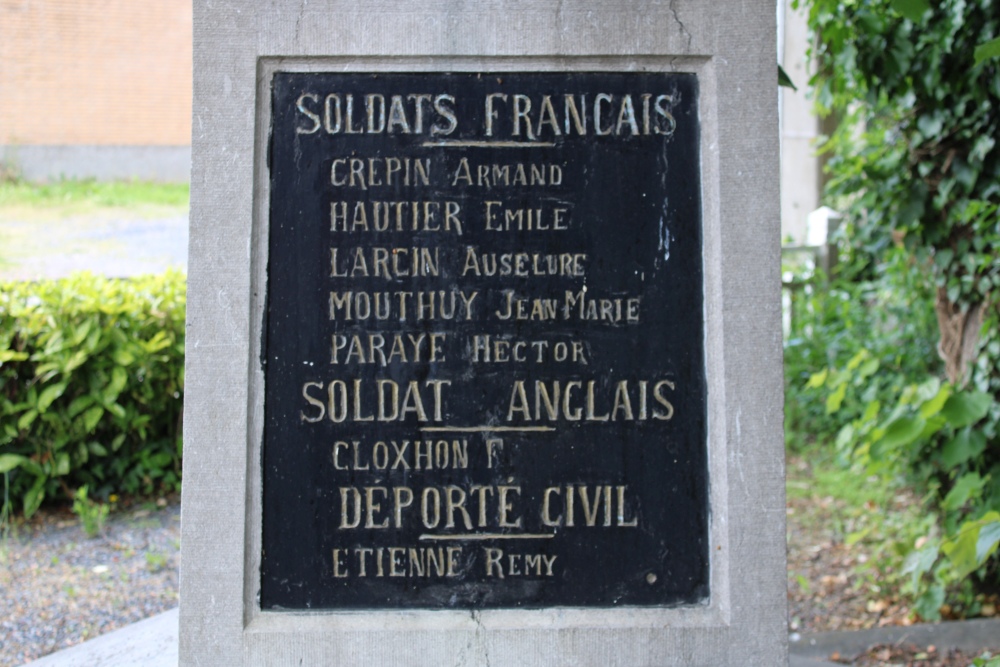 SOLDATS FRANCAIS
CREPIN ARMAND
HAUTIER EMILE
LARCIN AUSELURE
MOUTHUY JEAN MARIE
PARAYE HECTOR
SOLDAT ANGLAIS
CLOXHON F
DÉPORTÉ CIVIL
ETIENNE REMY